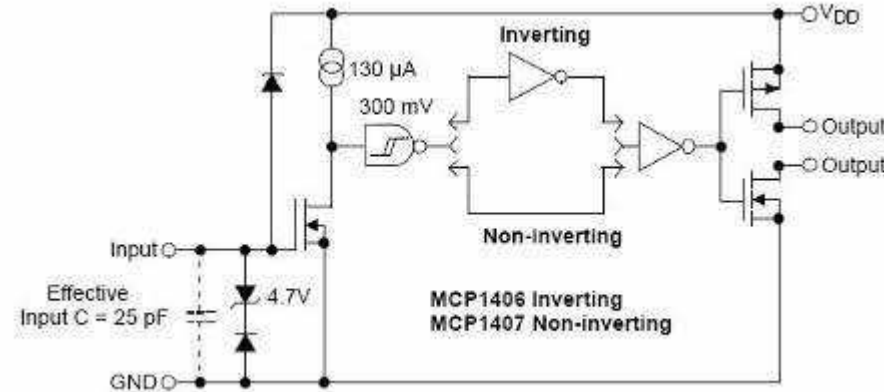 VDD
Inverting
130 μA
300 mV
Output
Output
Non-inverting
Input
4.7V
Effective
Input C = 25 pF
MCP1406 Inverting
MCP1407 Non-inverting
GND